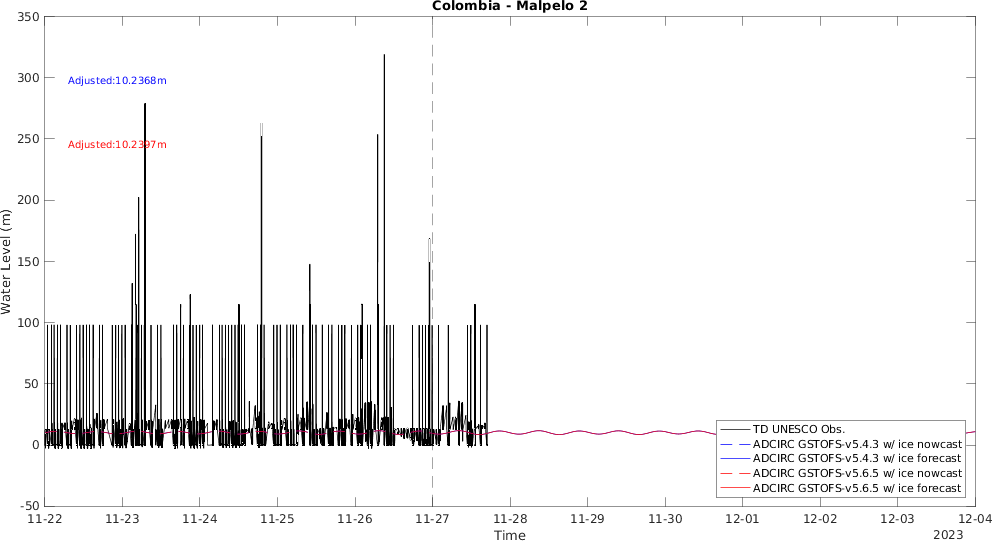 Colombia - Malpelo 2
350
300
250
200
150
100
50
0
-50
Water Level (m)
Adjusted:10.2368m
Adjusted:10.2397m
TD UNESCO Obs.
ADCIRC GSTOFS-v5.4.3 w/ ice nowcast
ADCIRC GSTOFS-v5.4.3 w/ ice forecast
ADCIRC GSTOFS-v5.6.5 w/ ice nowcast
ADCIRC GSTOFS-v5.6.5 w/ ice forecast
11-22 11-23 11-24 11-25 11-26 11-27 11-28 11-29 11-30 12-01 12-02 12-03 12-04
Time
2023